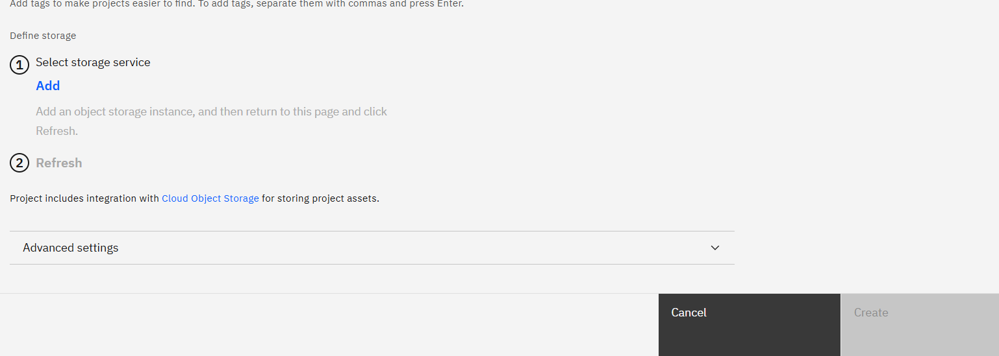 Add tags to make projects easier to find. To add tags, separate them with commas and press Enter.
Define storage
1 Select storage service
Add
Add an object storage instance, and then return to this page and click
Refresh.
2 Refresh
Project includes integration with Cloud Object Storage for storing project assets.
Advanced settings
Cancel Create